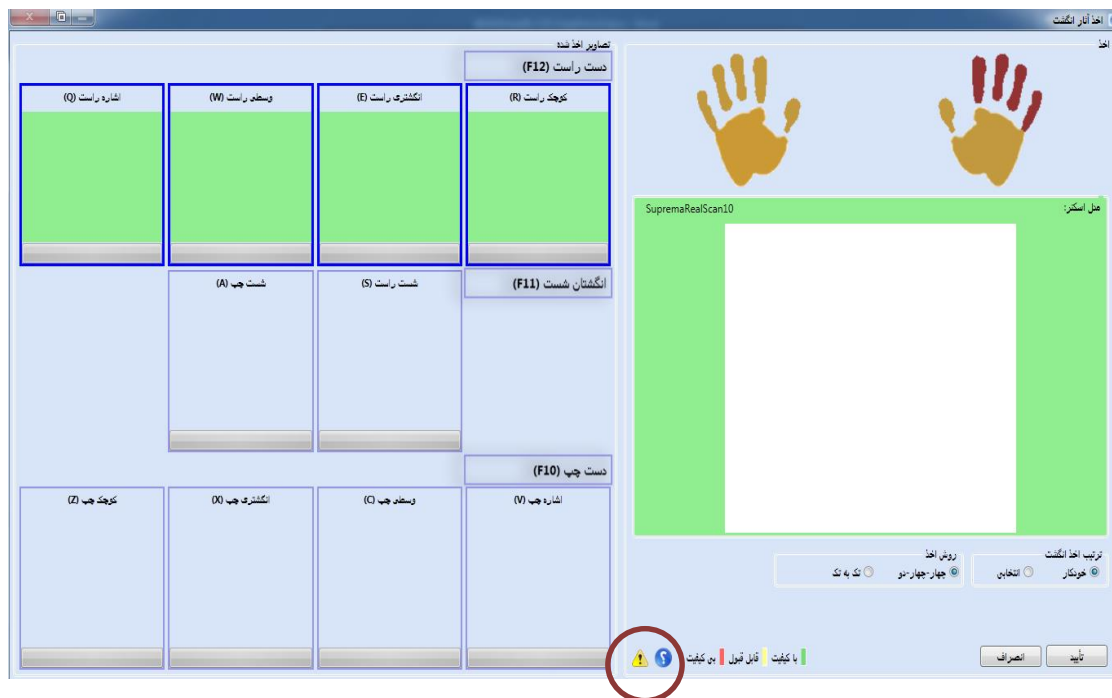 اخذ آثار انگشت
اخذ
مدل اسکنر:
SupremaRealScan10
ترتیب اخذ انگشت
خودکار
انتخابی
روش اخذ
چهار-چهار-دو
تک به تک
با کیفیت
قابل قبول
بی کیفیت
تأیید
انصراف
تصاویر اخذ شده
دست راست (F12)
کوچک راست (R)
انگشتری راست (E)
وسطی راست (W)
اشاره راست (Q)
انگشتان شست (F11)
شست راست (S)
شست چپ (A)
دست چپ (F10)
اشاره چپ (V)
وسطی چپ (C)
انگشتری چپ (X)
کوچک چپ (Z)